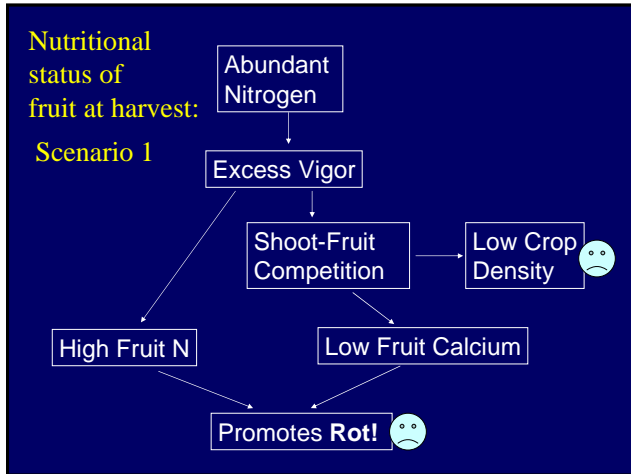 Nutritional
status of
fruit at harvest:
Scenario 1
Abundant
Nitrogen
Excess Vigor
Shoot-Fruit
Competition
Low Crop
Density
High Fruit N
Low Fruit Calcium
Promotes Rot!